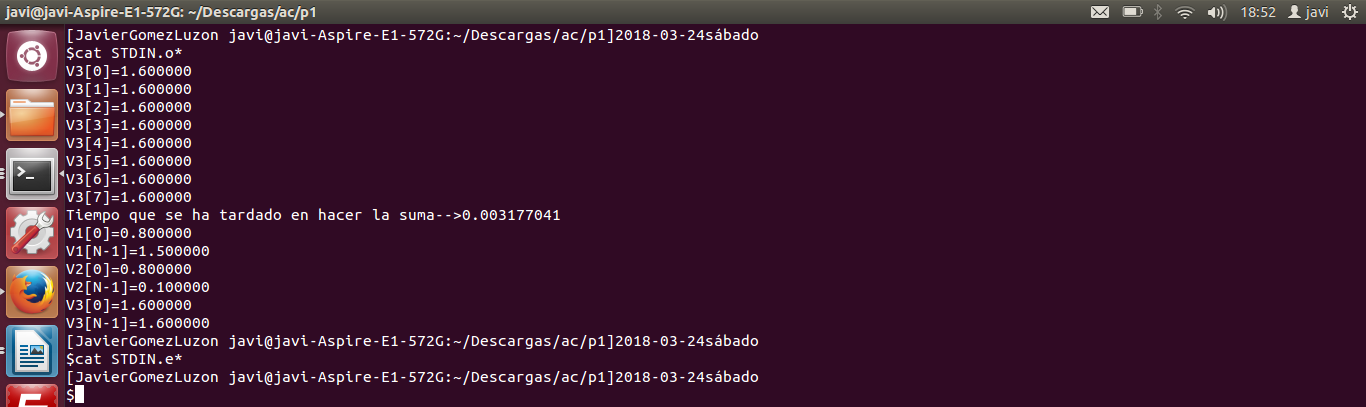 javi@javi-Aspire-E1-572G: ~/Descargas/ac/p1 18:52 javi
[JavierGomezLuzon javi@javi-Aspire-E1-572G:~/Descargas/ac/p1]2018-03-24sábado
$cat STDIN.o*
V3[0]=1.600000
V3[1]=1.600000
V3[2]=1.600000
V3[3]=1.600000
V3[4]=1.600000
V3[5]=1.600000
V3[6]=1.600000
V3[7]=1.600000
Tiempo que se ha tardado en hacer la suma-->0.003177041
V1[0]=0.800000
V1[N-1]=1.500000
V2[0]=0.800000
V2[N-1]=0.100000
V3[0]=1.600000
V3[N-1]=1.600000
[JavierGomezLuzon javi@javi-Aspire-E1-572G:~/Descargas/ac/p1]2018-03-24sábado
$cat STDIN.e*
[JavierGomezLuzon javi@javi-Aspire-E1-572G:~/Descargas/ac/p1]2018-03-24sábado
$